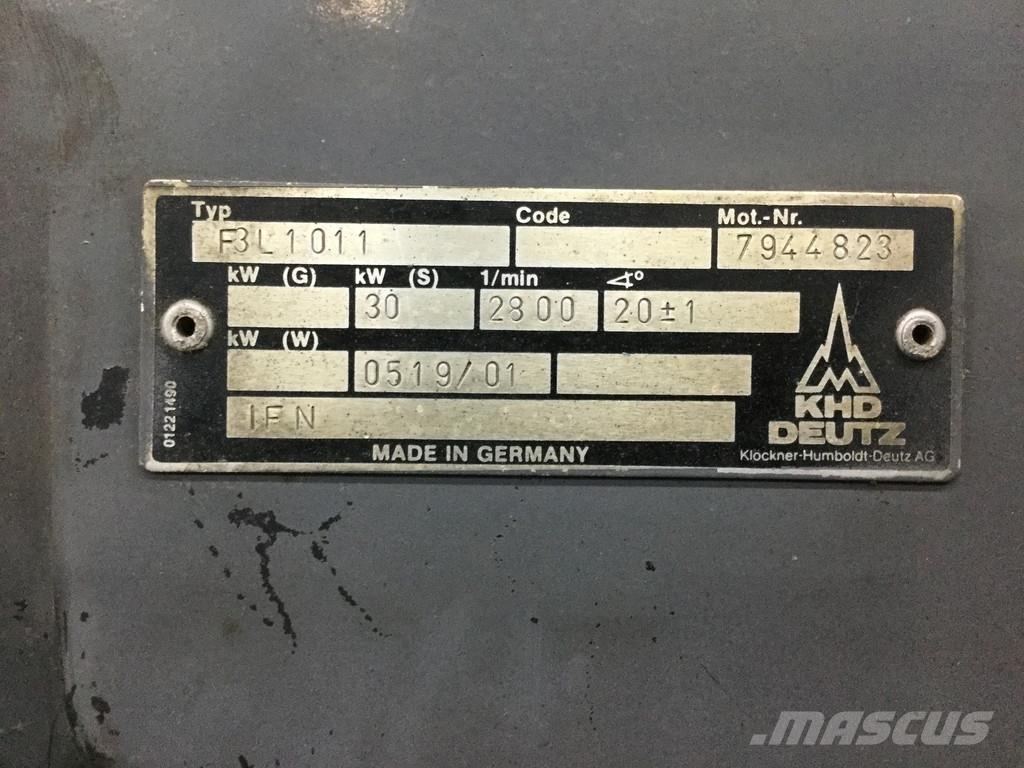 Typ Code Mot.-Nr.
F3L1011 7944823
kW (G) kW (S) 1/min ∢°
30 2800 20±1
kW (W)
0519/01
IFN
01221490
MADE IN GERMANY
KHD
DEUTZ
Klöckner-Humboldt-Deutz AG
.MASCUS